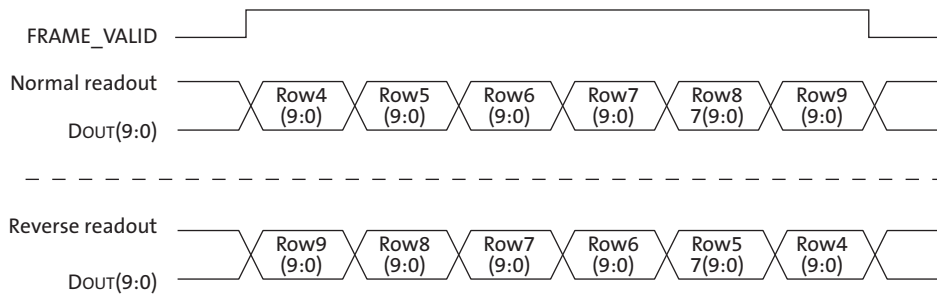 FRAME_VALID
Normal readout
Row4 Row5 Row6 Row7 Row8 Row9
(9:0) (9:0) (9:0) (9:0) 7(9:0) (9:0)
DOUT(9:0)
Reverse readout
Row9 Row8 Row7 Row6 Row5 Row4
(9:0) (9:0) (9:0) (9:0) 7(9:0) (9:0)
DOUT(9:0)